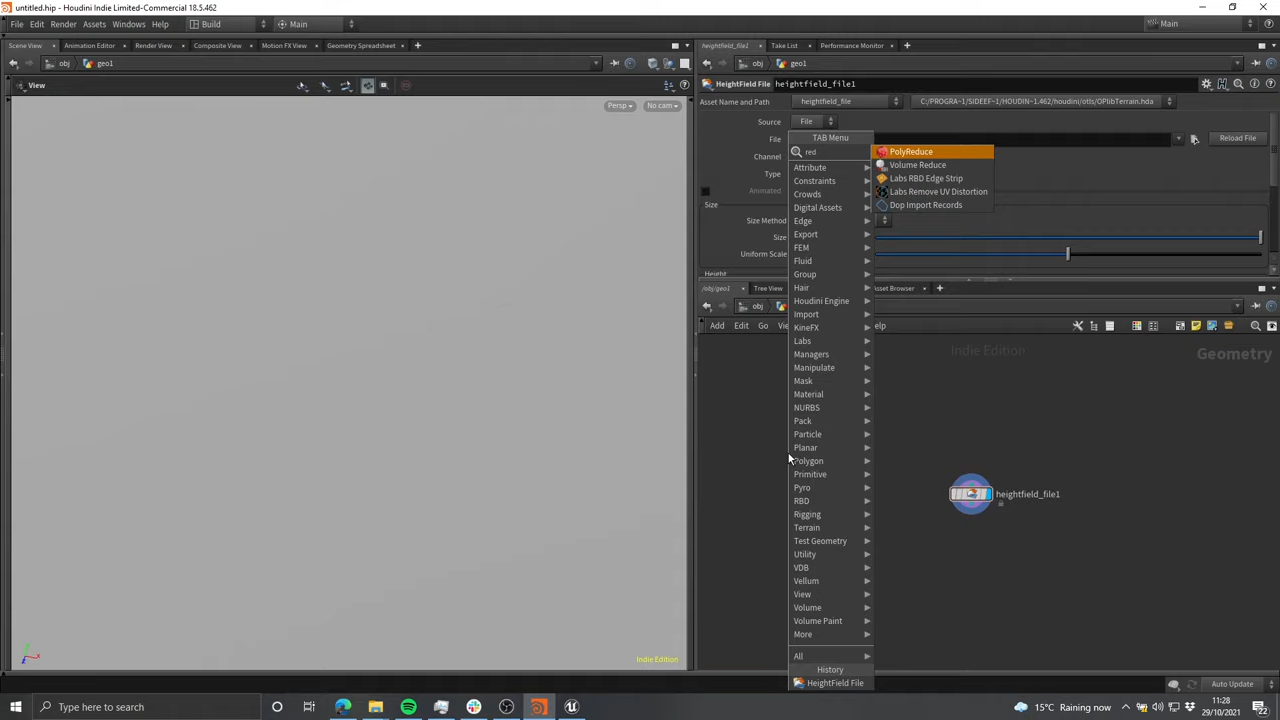 untitled.hip - Houdini Indie Limited-Commercial 18.5.462
File Edit Render Assets Windows Help Build Main Main
Scene View Animation Editor Render View Composite View Motion FX View Geometry Spreadsheet
obj geo1
View
Persp No cam
Indie Edition
heightfield_file1 Take List Performance Monitor
obj geo1
HeightField File heightfield_file1
Asset Name and Path heightfield_file C:/PROGRA~1/SIDEEF~1/HOUDIN~1.462/houdini/otls/OPlibTerrain.hda
Source File
File Reload File
Channel
Type
Animated
Size
Size Method
Size
Uniform Scale
Height
TAB Menu
red
Attribute
Constraints
Crowds
Digital Assets
Edge
Export
FEM
Fluid
Group
Hair
Houdini Engine
Import
KineFX
Labs
Managers
Manipulate
Mask
Material
NURBS
Pack
Particle
Planar
Polygon
Primitive
Pyro
RBD
Rigging
Terrain
Test Geometry
Utility
VDB
Vellum
View
Volume
Volume Paint
More
All
History
HeightField File
PolyReduce
Volume Reduce
Labs RBD Edge Strip
Labs Remove UV Distortion
Dop Import Records
/obj/geo1 Tree View Asset Browser
obj
Add Edit Go
Indie Edition
Geometry
heightfield_file1
Auto Update
Type here to search
15°C Raining now
11:28
29/10/2021